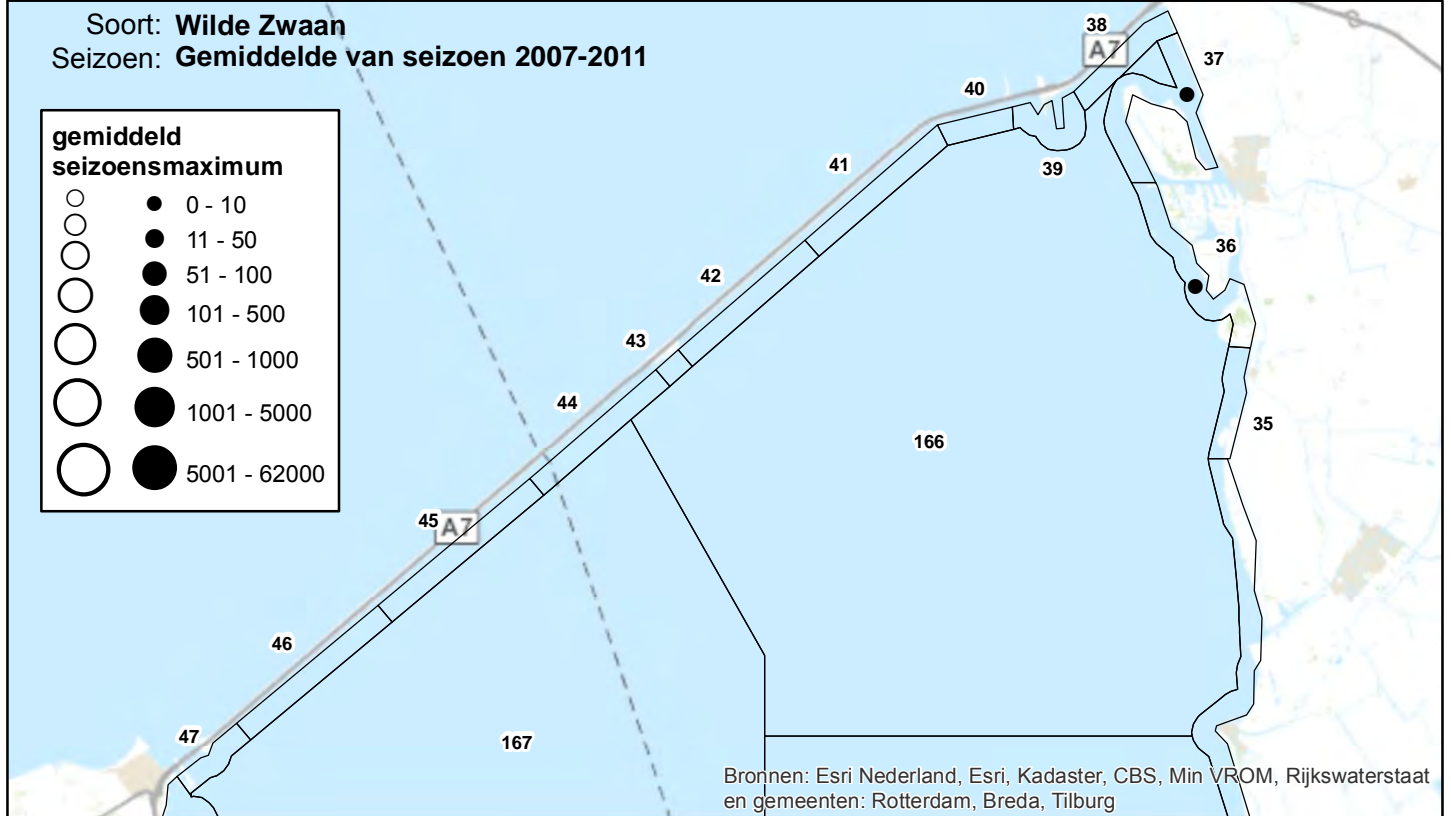 Soort: Wilde Zwaan
Seizoen: Gemiddelde van seizoen 2007-2011
gemiddeld
seizoensmaximum
0 - 10
11 - 50
51 - 100
101 - 500
501 - 1000
1001 - 5000
5001 - 62000
38
A7
37
40
41
39
36
42
43
44
35
166
45
A7
46
47
167
Bronnen: Esri Nederland, Esri, Kadaster, CBS, Min VROM, Rijkswaterstaat
en gemeenten: Rotterdam, Breda, Tilburg